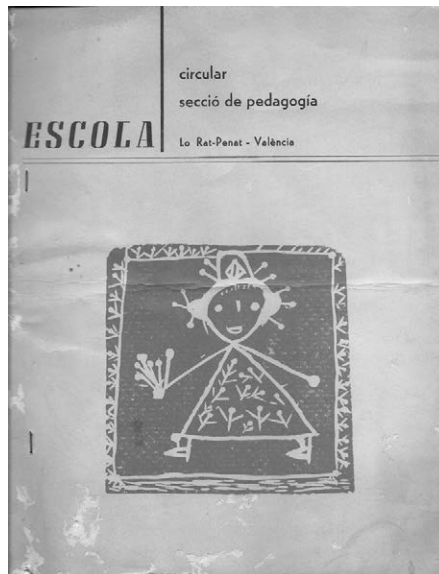 circular
secció de pedagogía
ESCOLA
Lo Rat-Penat - València